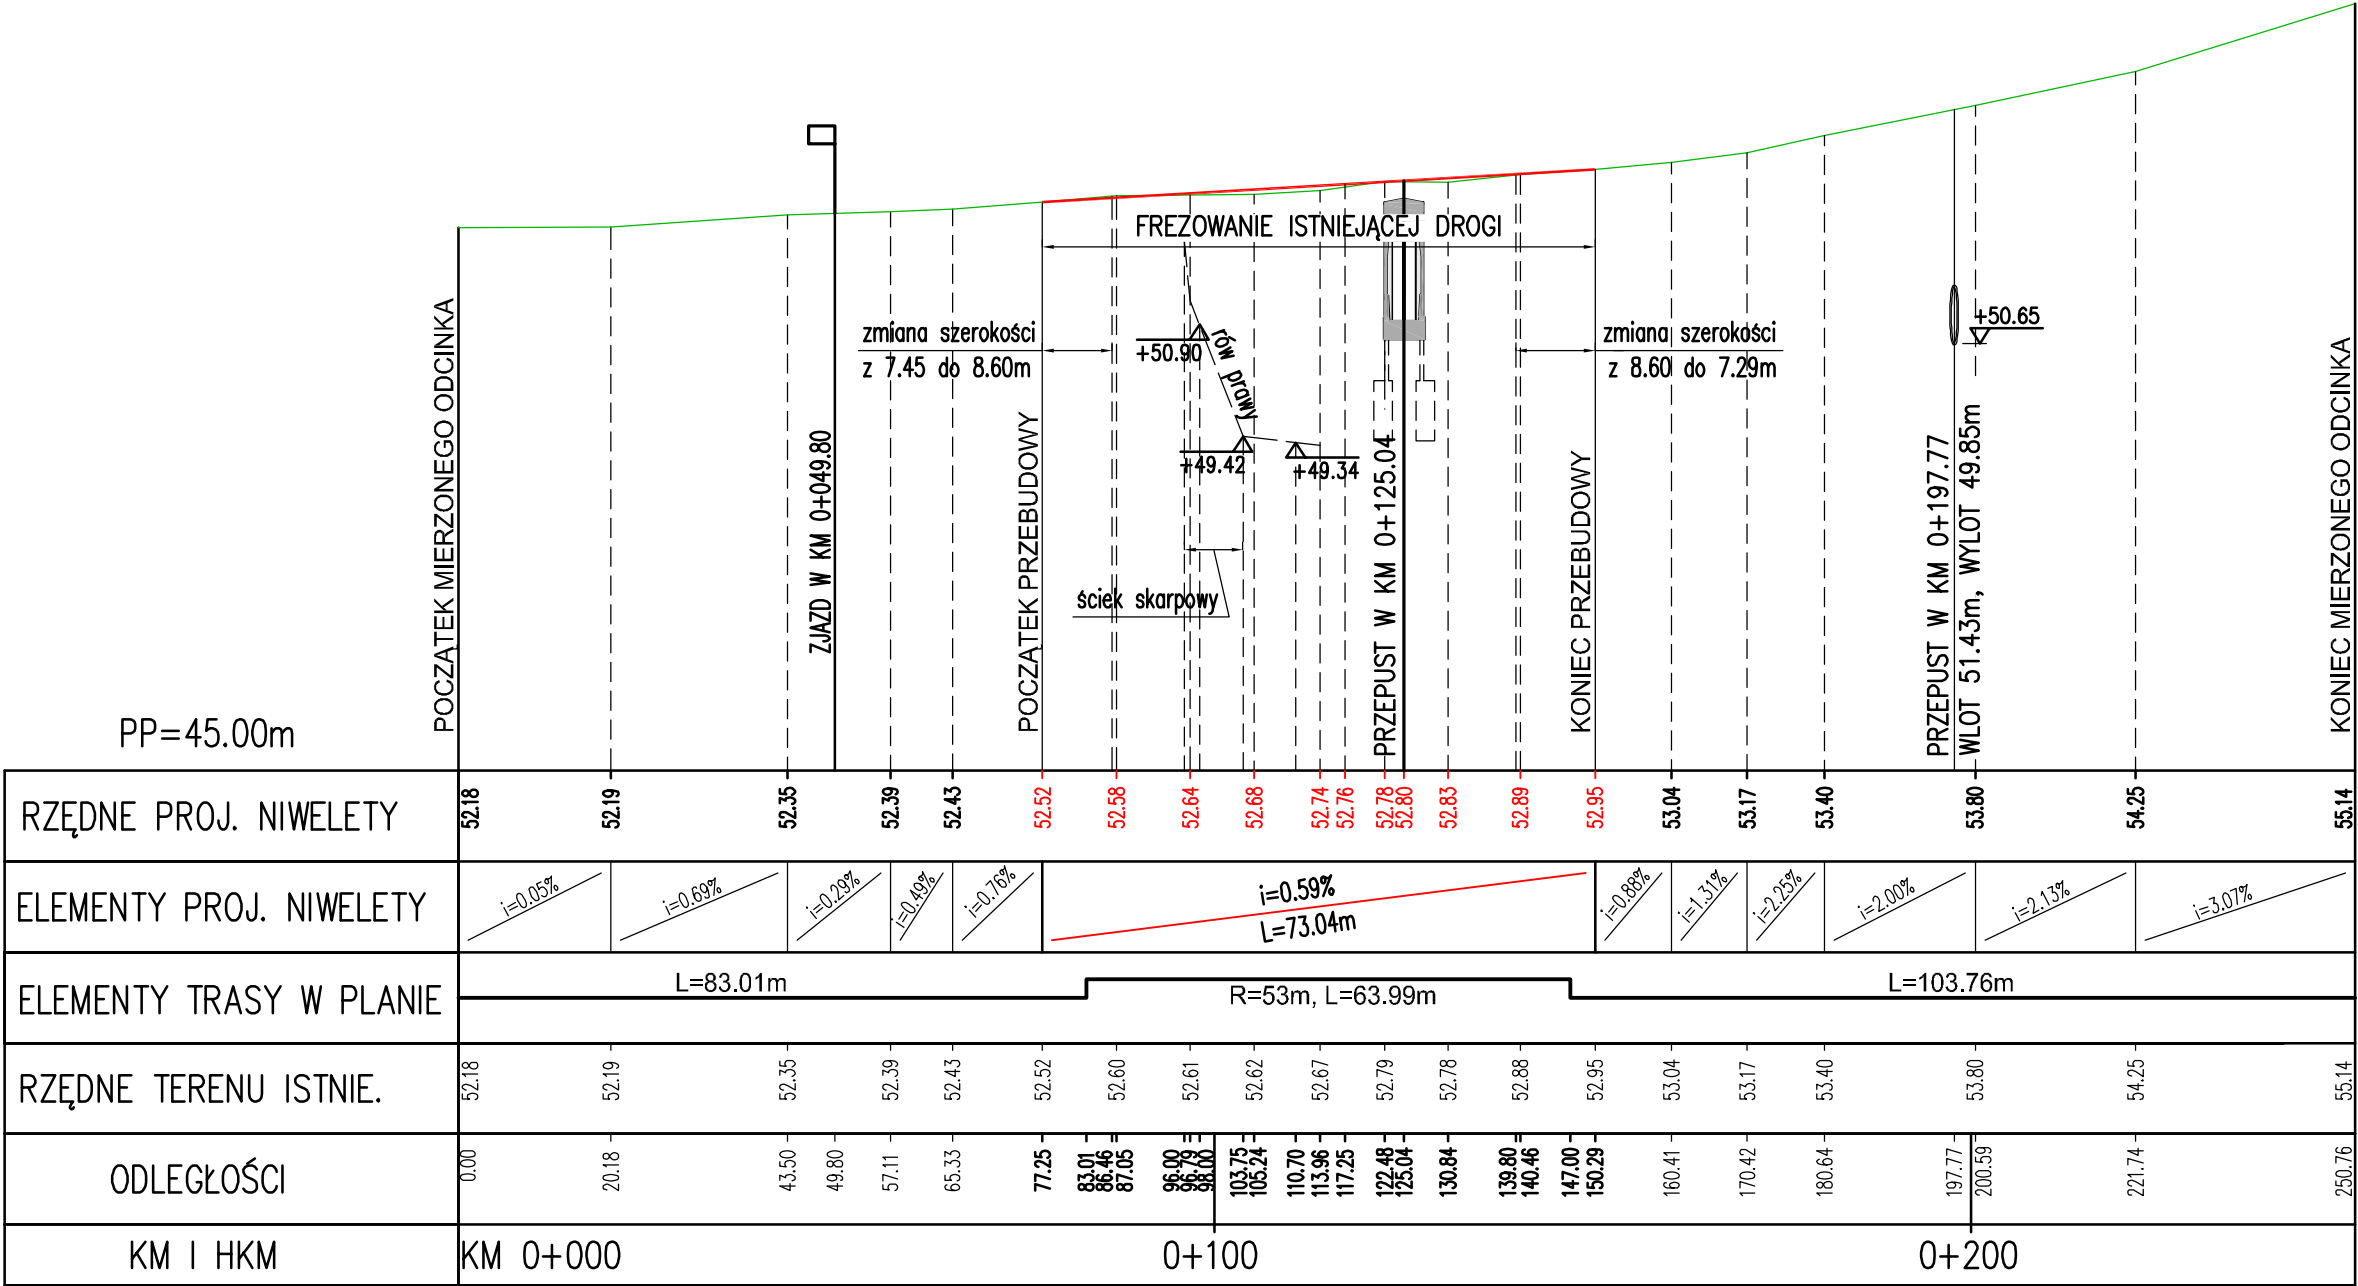 FREZOWANIE ISTNIEJĄCEJ DROGI
zmiana szerokości
z 7.45 do 8.60m
+50.90
rów prawy
+49.42
+49.34
ściek skarpowy
zmiana szerokości
z 8.60 do 7.29m
+50.65
POCZĄTEK MIERZONEGO ODCINKA
ZJAZD W KM 0+049.80
POCZĄTEK PRZEBUDOWY
PRZEPUST W KM 0+125.04
KONIEC PRZEBUDOWY
PRZEPUST W KM 0+197.77
WLOT 51.43m, WYLOT 49.85m
KONIEC MIERZONEGO ODCINKA
PP=45.00m
RZĘDNE PROJ. NIWELETY
52.18 52.19 52.35 52.39 52.43 52.52 52.58 52.64 52.68 52.74 52.76 52.78 52.80 52.83 52.89 52.95 53.04 53.17 53.40 53.80 54.25 55.14
ELEMENTY PROJ. NIWELETY
i=0.05% i=0.69% i=0.29% i=0.49% i=0.76% i=0.59% i=0.88% i=1.31% i=2.25% i=2.00% i=2.13% i=3.07%
L=73.04m
ELEMENTY TRASY W PLANIE
L=83.01m R=53m, L=63.99m L=103.76m
RZĘDNE TERENU ISTNIE.
52.18 52.19 52.35 52.39 52.43 52.52 52.60 52.61 52.62 52.67 52.79 52.78 52.88 52.95 53.04 53.17 53.40 53.80 54.25 55.14
ODLEGŁOŚCI
0.00 20.18 43.50 49.80 57.11 65.33 77.25 83.01 86.46 87.05 96.00 96.79 98.00 103.75 105.24 110.70 113.96 117.25 122.48 125.04 130.84 139.80 140.46 147.00 150.29 160.41 170.42 180.64 197.77 200.59 221.74 250.76
KM I HKM
KM 0+000 0+100 0+200